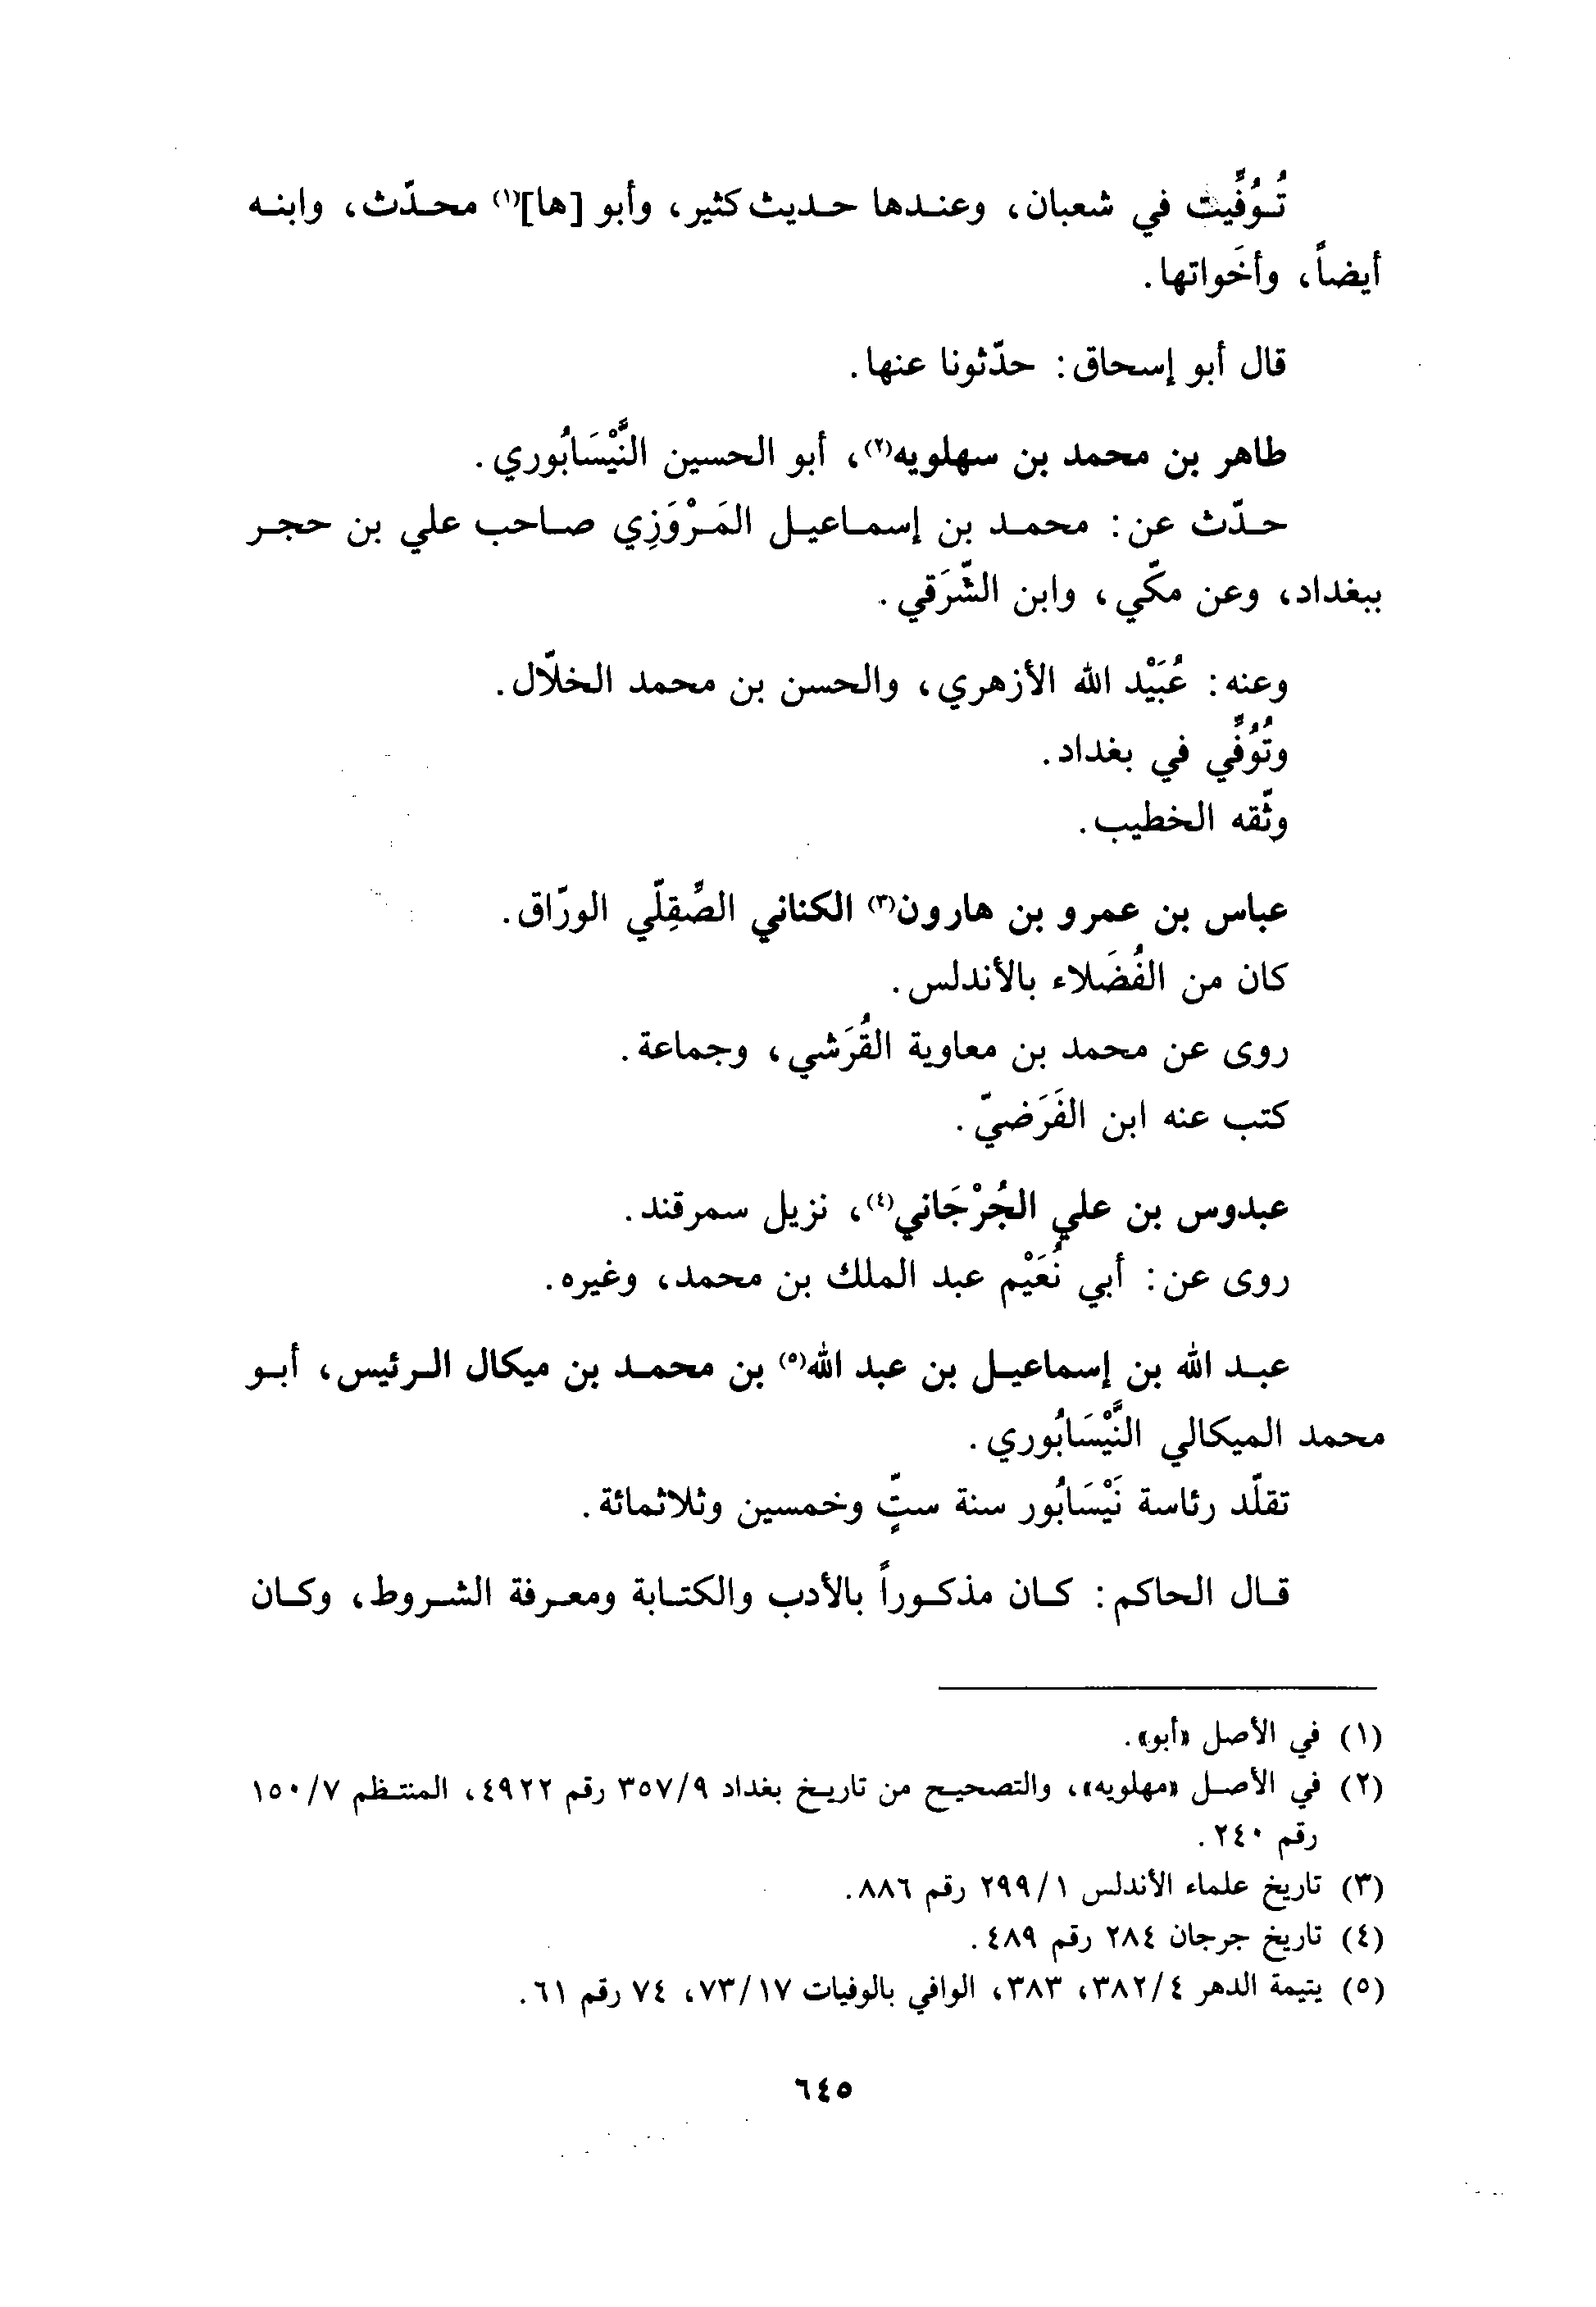 تُوُفِّيت في شعبان، وعندها حديث كثير، وأبو [ها]⁽¹⁾ محدّث، وابنه
أيضاً، وأخَواتها.
قال أبو إسحاق: حدّثونا عنها.
طاهر بن محمد بن سهلويه⁽٢⁾، أبو الحسين النَّيْسَابُوري.
حدّث عن: محمد بن إسماعيل المَرْوَزِي صاحب علي بن حجر
ببغداد، وعن مكّي، وابن الشَّرَقي.
وعنه: عُبَيْد الله الأزهري، والحسن بن محمد الخلّال.
وتُوُفِّي في بغداد.
وثّقه الخطيب.
عباس بن عمرو بن هارون⁽٣⁾ الكناني الصِّقِلّي الورّاق.
كان من الفُضَلاء بالأندلس.
روى عن محمد بن معاوية القُرَشي، وجماعة.
كتب عنه ابن الفَرَضيّ.
عبدوس بن علي الجُرْجَاني⁽٤⁾، نزيل سمرقند.
روى عن: أبي نُعَيْم عبد الملك بن محمد، وغيره.
عبد الله بن إسماعيل بن عبد الله⁽٥⁾ بن محمد بن ميكال الرئيس، أبو
محمد الميكالي النَّيْسَابُوري.
تقلّد رئاسة نَيْسَابُور سنة ستٍّ وخمسين وثلاثمائة.
قال الحاكم: كان مذكوراً بالأدب والكتابة ومعرفة الشروط، وكان
(١) في الأصل «أبو».
(٢) في الأصل «مهلويه»، والتصحيح من تاريخ بغداد ٣٥٧/٩ رقم ٤٩٢٢، المنتظم ١٥٠/٧
رقم ٢٤٠.
(٣) تاريخ علماء الأندلس ٢٩٩/١ رقم ٨٨٦.
(٤) تاريخ جرجان ٢٨٤ رقم ٤٨٩.
(٥) يتيمة الدهر ٣٨٢/٤، ٣٨٣، الوافي بالوفيات ٧٣/١٧، ٧٤ رقم ٦١.
٦٤٥